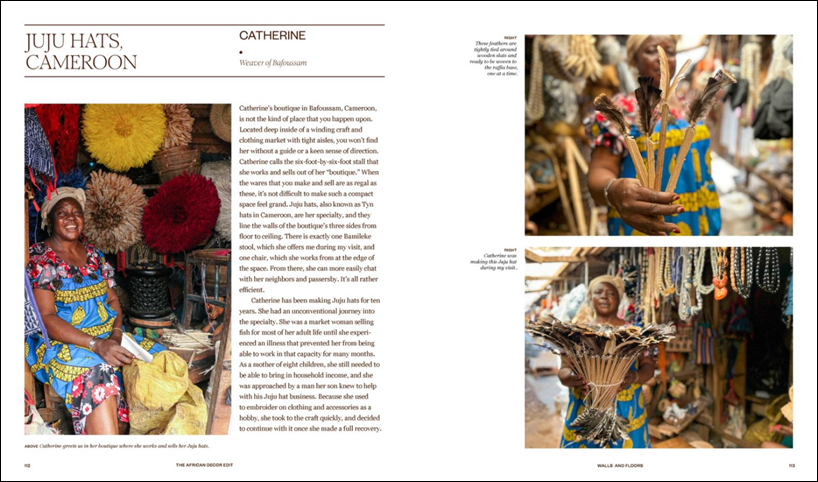 JUJU HATS,
CAMEROON
CATHERINE
Weaver of Bafoussam
Catherine's boutique in Bafoussam, Cameroon,
is not the kind of place that you happen upon.
Located deep inside of a winding craft and
clothing market with tight aisles, you won't find
her without a guide or a keen sense of direction.
Catherine calls the six-foot-by-six-foot stall that
she works and sells out of her "boutique." When
the wares that you make and sell are as regal as
these, it's not difficult to make such a compact
space feel grand. Juju hats, also known as Tyn
hats in Cameroon, are her specialty, and they
line the walls of the boutique's three sides from
floor to ceiling. There is exactly one Bamileke
stool, which she offers me during my visit, and
one chair, which she works from at the edge of
the space. From there, she can more easily chat
with her neighbors and passersby. It's all rather
efficient.
Catherine has been making Juju hats for ten
years. She had an unconventional journey into
the specialty. She was a market woman selling
fish for most of her adult life until she experi-
enced an illness that prevented her from being
able to work in that capacity for many months.
As a mother of eight children, she still needed to
be able to bring in household income, and she
was approached by a man her son knew to help
with his Juju hat business. Because she used
to embroider on clothing and accessories as a
hobby, she took to the craft quickly, and decided
to continue with it once she made a full recovery.
ABOVE Catherine greets us in her boutique where she works and sells her Juju hats.
112
THE AFRICAN DECOR EDIT
RIGHT
These feathers are
tightly tied around
wooden slats and
ready to be woven to
the raffia base,
one at a time.
RIGHT
Catherine was
making this Juju hat
during my visit.
WALLS AND FLOORS
113